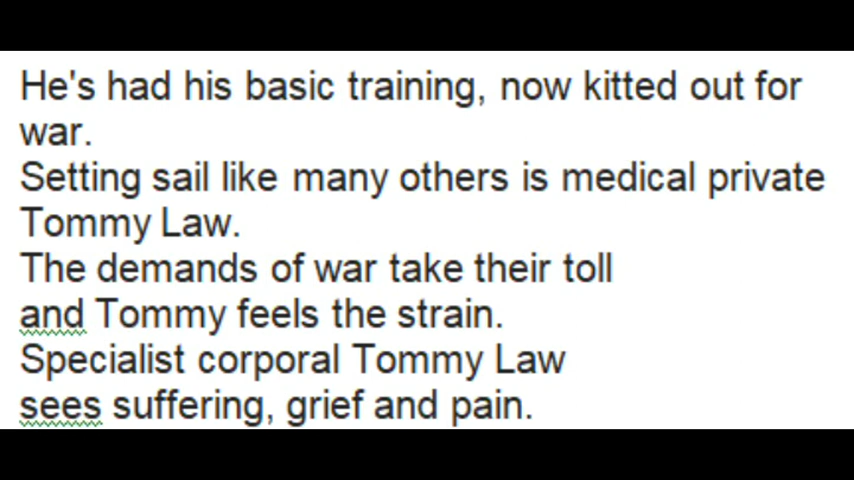 He's had his basic training, now kitted out for
war.
Setting sail like many others is medical private
Tommy Law.
The demands of war take their toll
and Tommy feels the strain.
Specialist corporal Tommy Law
sees suffering, grief and pain.